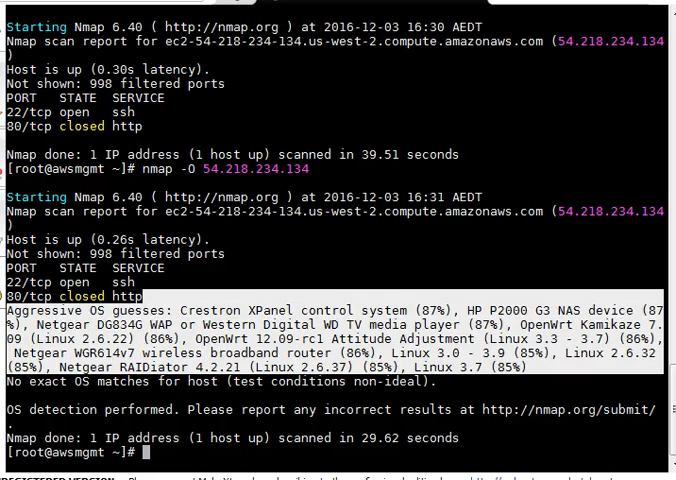 Starting Nmap 6.40 ( http://nmap.org ) at 2016-12-03 16:30 AEDT
Nmap scan report for ec2-54-218-234-134.us-west-2.compute.amazonaws.com (54.218.234.134
)
Host is up (0.30s latency).
Not shown: 998 filtered ports
PORT   STATE  SERVICE
22/tcp open   ssh
80/tcp closed http
Nmap done: 1 IP address (1 host up) scanned in 39.51 seconds
[root@awsmgmt ~]# nmap -O 54.218.234.134
Starting Nmap 6.40 ( http://nmap.org ) at 2016-12-03 16:31 AEDT
Nmap scan report for ec2-54-218-234-134.us-west-2.compute.amazonaws.com (54.218.234.134
)
Host is up (0.26s latency).
Not shown: 998 filtered ports
PORT   STATE  SERVICE
22/tcp open   ssh
80/tcp closed http
Aggressive OS guesses: Crestron XPanel control system (87%), HP P2000 G3 NAS device (87
%), Netgear DG834G WAP or Western Digital WD TV media player (87%), OpenWrt Kamikaze 7.
09 (Linux 2.6.22) (86%), OpenWrt 12.09-rc1 Attitude Adjustment (Linux 3.3 - 3.7) (86%),
Netgear WGR614v7 wireless broadband router (86%), Linux 3.0 - 3.9 (85%), Linux 2.6.32
(85%), Netgear RAIDiator 4.2.21 (Linux 2.6.37) (85%), Linux 3.7 (85%)
No exact OS matches for host (test conditions non-ideal).
OS detection performed. Please report any incorrect results at http://nmap.org/submit/
.
Nmap done: 1 IP address (1 host up) scanned in 29.62 seconds
[root@awsmgmt ~]#